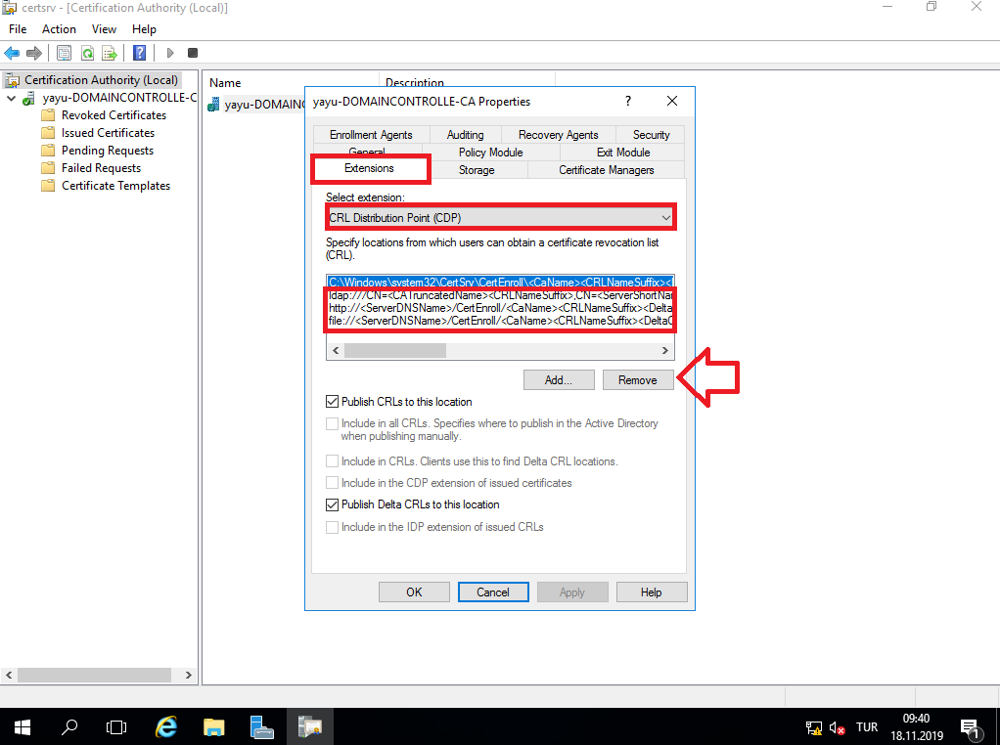 certsrv - [Certification Authority (Local)]
File Action View Help
Certification Authority (Local)
yayu-DOMAINCONTROLLE-C
Revoked Certificates
Issued Certificates
Pending Requests
Failed Requests
Certificate Templates
Name Description
yayu-DOMAINC
yayu-DOMAINCONTROLLE-CA Properties
?
Enrollment Agents Auditing Recovery Agents Security
General Policy Module Exit Module
Extensions Storage Certificate Managers
Select extension:
CRL Distribution Point (CDP)
Specify locations from which users can obtain a certificate revocation list
(CRL).
C:\Windows\system32\CertSrv\CertEnroll\<CaName><CRLNameSuffix><
ldap:///CN=<CATruncatedName><CRLNameSuffix>,CN=<ServerShortNa
http://<ServerDNSName>/CertEnroll/<CaName><CRLNameSuffix><Delta
file://<ServerDNSName>/CertEnroll/<CaName><CRLNameSuffix><DeltaC
Add... Remove
Publish CRLs to this location
Include in all CRLs. Specifies where to publish in the Active Directory
when publishing manually.
Include in CRLs. Clients use this to find Delta CRL locations.
Include in the CDP extension of issued certificates
Publish Delta CRLs to this location
Include in the IDP extension of issued CRLs
OK Cancel Apply Help
TUR
09:40
18.11.2019
1